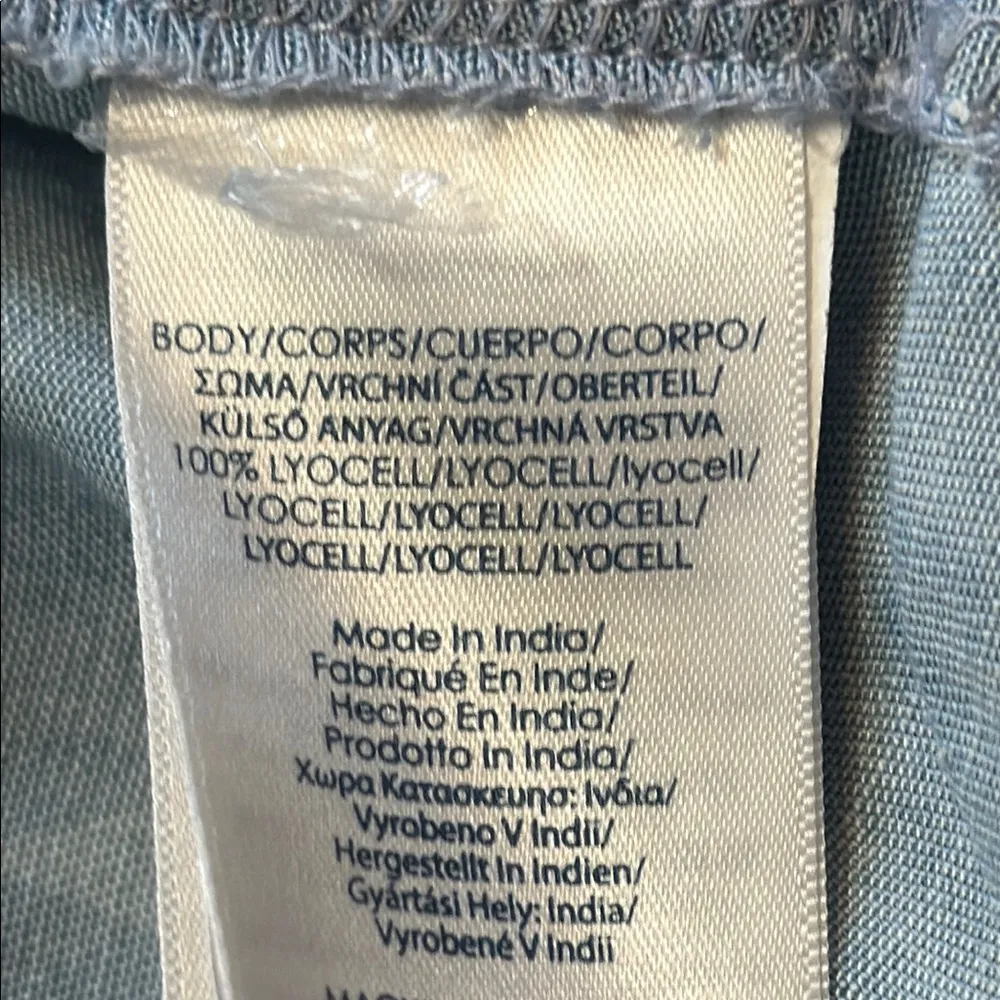 BODY/CORPS/CUERPO/CORPO/
ΣΩΜΑ/VRCHNÍ ČÁST/OBERTEIL/
KÜLSÓ ANYAG/VRCHNÁ VRSTVA
100% LYOCELL/LYOCELL/lyocell/
LYOCELL/LYOCELL/LYOCELL/
LYOCELL/LYOCELL/LYOCELL
Made In India/
Fabriqué En Inde/
Hecho En India/
Prodotto In India/
Χωρα Κατασκευησ: Ινδια/
Vyrobeno V Indii/
Hergestellt In Indien/
Gyártási Hely: India/
Vyrobené V Indii